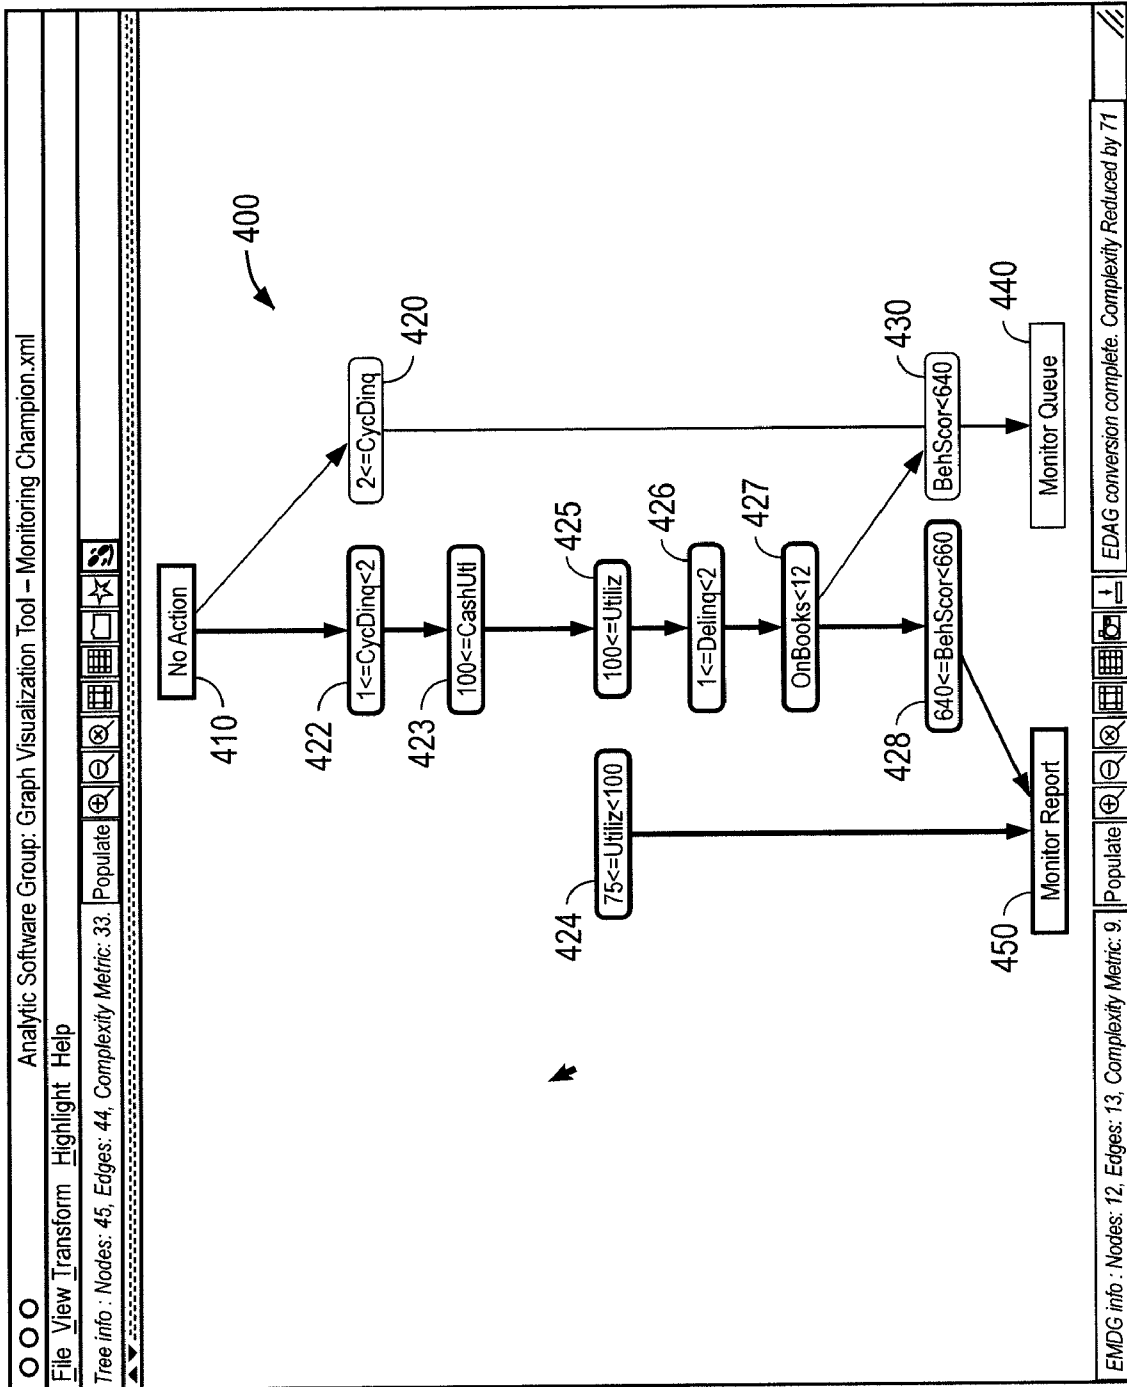 Analytic Software Group: Graph Visualization Tool – Monitoring Champion.xml
File View Transform Highlight Help
Tree info : Nodes: 45, Edges: 44, Complexity Metric: 33. Populate
400
No Action
410
2<=CycDinq
420
1<=CycDinq<2
422
100<=CashUtl
423
75<=Utiliz<100
424
100<=Utiliz
425
1<=Delinq<2
426
OnBooks<12
427
640<=BehScor<660
428
BehScor<640
430
Monitor Report
450
Monitor Queue
440
EMDG info : Nodes: 12, Edges: 13, Complexity Metric: 9. Populate EDAG conversion complete. Complexity Reduced by 71